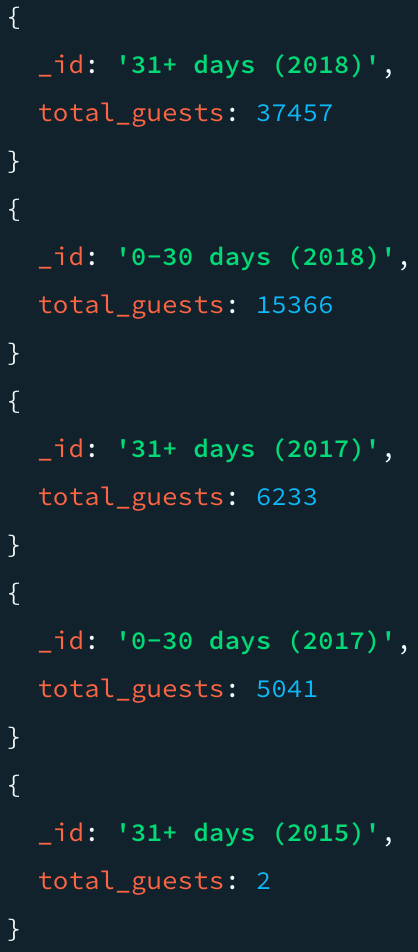 {
_id: '31+ days (2018)',
total_guests: 37457
}
{
_id: '0-30 days (2018)',
total_guests: 15366
}
{
_id: '31+ days (2017)',
total_guests: 6233
}
{
_id: '0-30 days (2017)',
total_guests: 5041
}
{
_id: '31+ days (2015)',
total_guests: 2
}